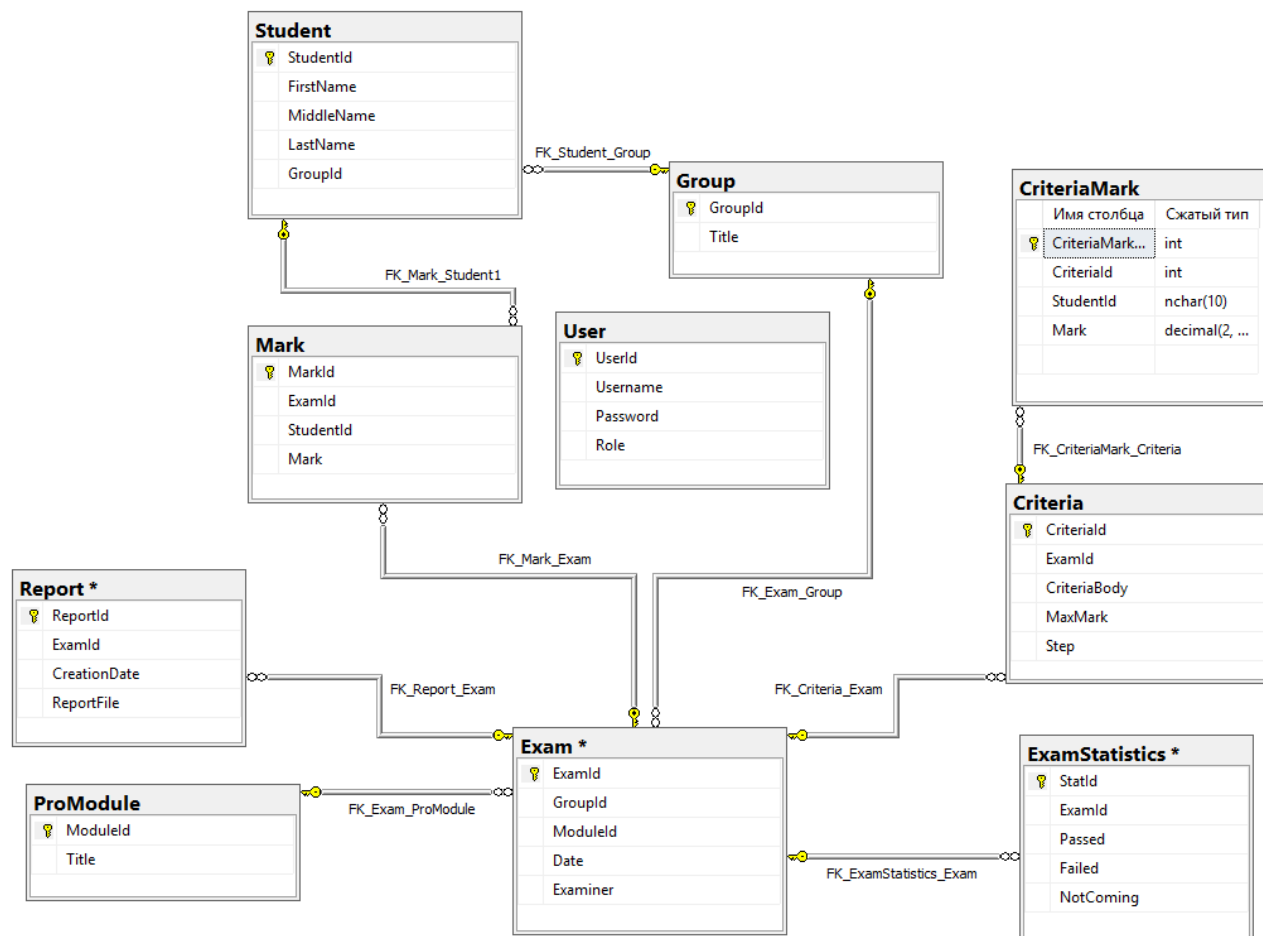 Student
StudentId
FirstName
MiddleName
LastName
GroupId
FK_Student_Group
Group
GroupId
Title
CriteriaMark
Имя столбца Сжатый тип
CriteriaMark... int
CriteriaId int
StudentId nchar(10)
Mark decimal(2, ...
FK_Mark_Student1
Mark
MarkId
ExamId
StudentId
Mark
User
UserId
Username
Password
Role
FK_CriteriaMark_Criteria
Criteria
CriteriaId
ExamId
CriteriaBody
MaxMark
Step
FK_Mark_Exam
FK_Exam_Group
Report *
ReportId
ExamId
CreationDate
ReportFile
FK_Report_Exam
FK_Criteria_Exam
Exam *
ExamId
GroupId
ModuleId
Date
Examiner
ExamStatistics *
StatId
ExamId
Passed
Failed
NotComing
ProModule
ModuleId
Title
FK_Exam_ProModule
FK_ExamStatistics_Exam